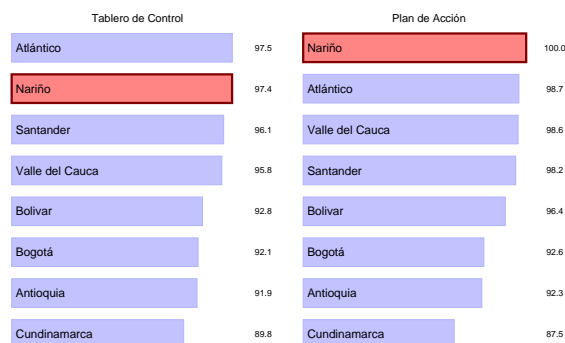 Tablero de Control
Atlántico 97.5
Nariño 97.4
Santander 96.1
Valle del Cauca 95.8
Bolivar 92.8
Bogotá 92.1
Antioquia 91.9
Cundinamarca 89.8
Plan de Acción
Nariño 100.0
Atlántico 98.7
Valle del Cauca 98.6
Santander 98.2
Bolivar 96.4
Bogotá 92.6
Antioquia 92.3
Cundinamarca 87.5